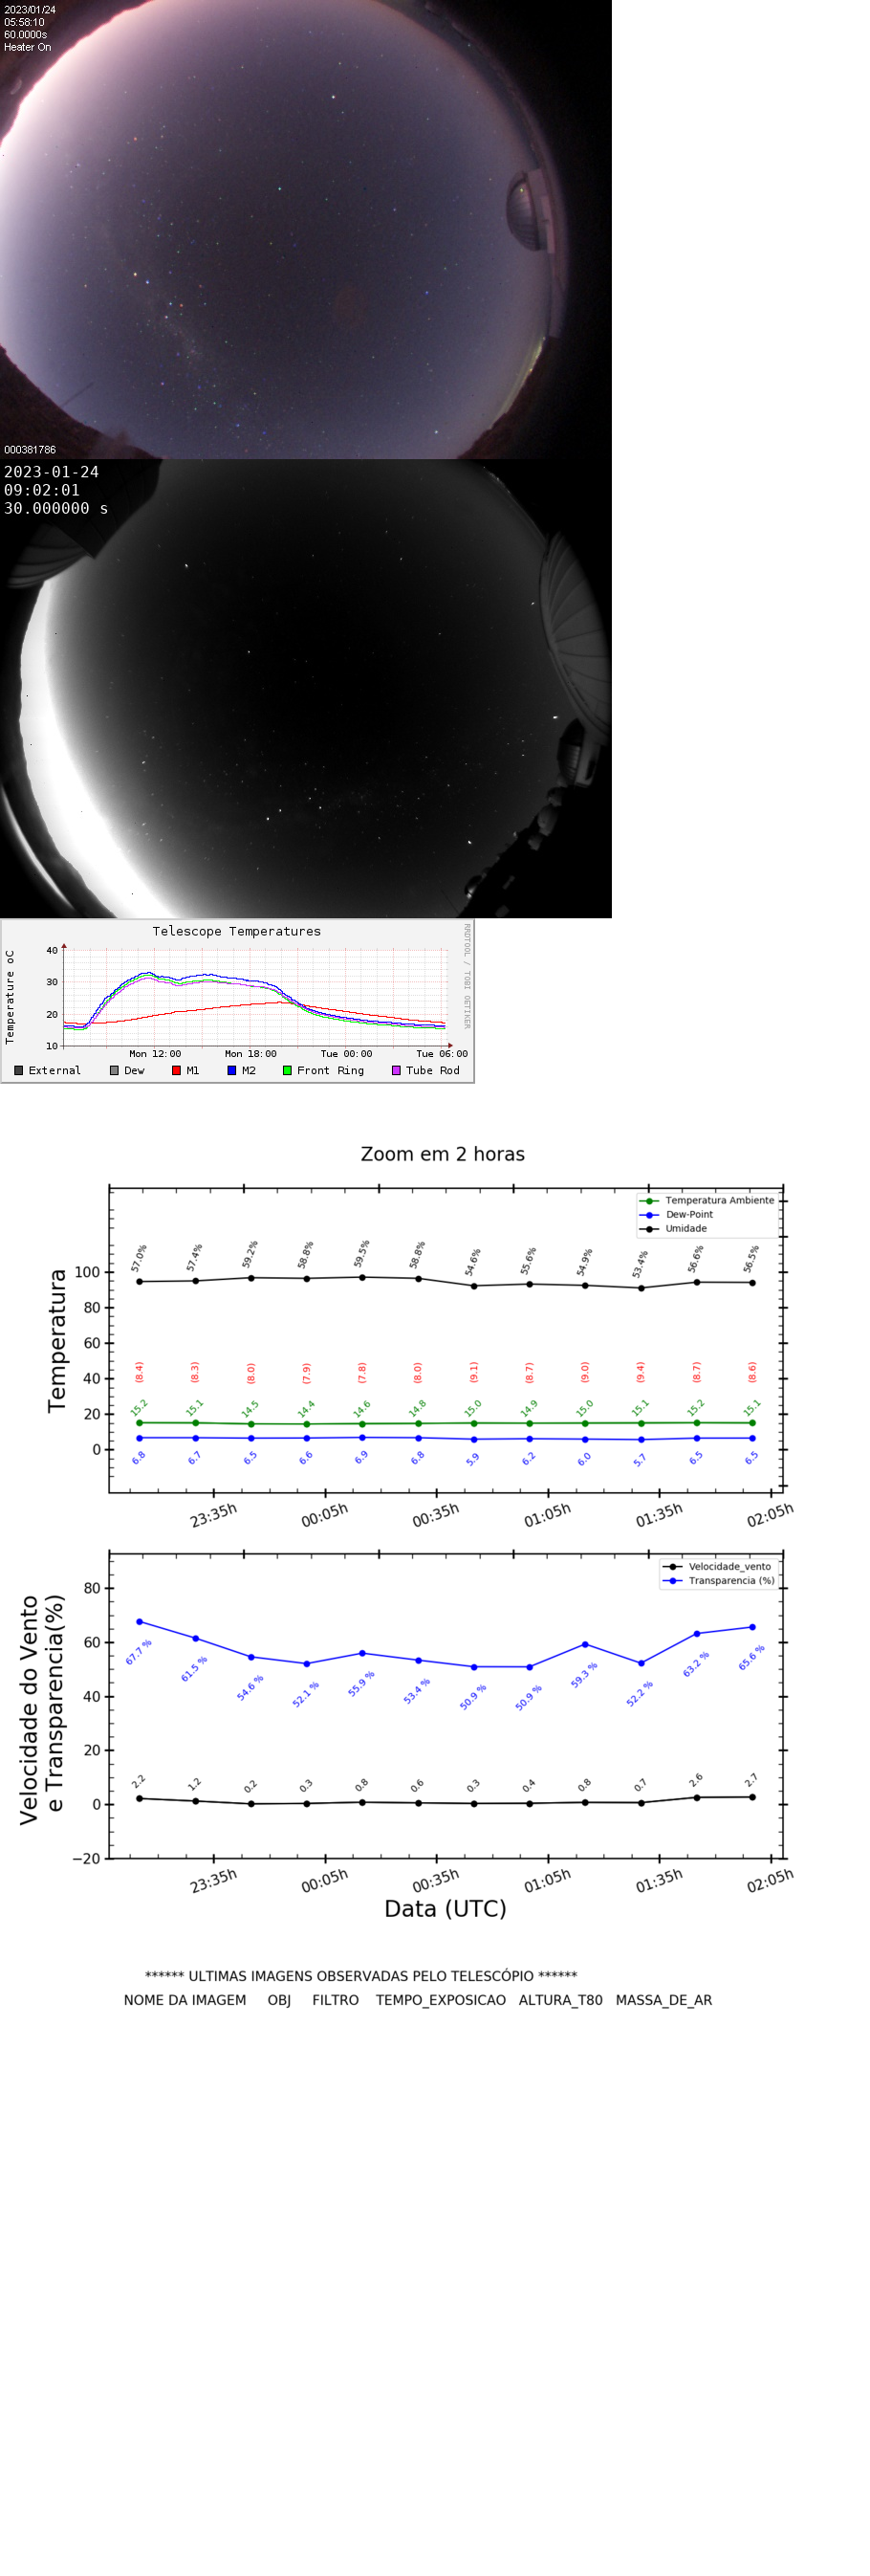 2023/01/24
05:58:10
60.0000s
Heater On
000381786
2023-01-24
09:02:01
30.000000 s
Telescope Temperatures
RRDTOOL / TOBI OETIKER
Temperature oC
40
30
20
10
Mon 12:00 Mon 18:00 Tue 00:00 Tue 06:00
External Dew M1 M2 Front Ring Tube Rod
Zoom em 2 horas
Temperatura Ambiente
Dew-Point
Umidade
Temperatura
100
80
60
40
20
0
57.0% 57.4% 59.2% 58.8% 59.5% 58.8% 54.6% 55.6% 54.9% 53.4% 56.6% 56.5%
(8.4) (8.3) (8.0) (7.9) (7.8) (8.0) (9.1) (8.7) (9.0) (9.4) (8.7) (8.6)
15.2 15.1 14.5 14.4 14.6 14.8 15.0 14.9 15.0 15.1 15.2 15.1
6.8 6.7 6.5 6.6 6.9 6.8 5.9 6.2 6.0 5.7 6.5 6.5
23:35h 00:05h 00:35h 01:05h 01:35h 02:05h
Velocidade_vento
Transparencia (%)
Velocidade do Vento
e Transparencia(%)
80
60
40
20
0
−20
67.7 % 61.5 % 54.6 % 52.1 % 55.9 % 53.4 % 50.9 % 50.9 % 59.3 % 52.2 % 63.2 % 65.6 %
2.2 1.2 0.2 0.3 0.8 0.6 0.3 0.4 0.8 0.7 2.6 2.7
23:35h 00:05h 00:35h 01:05h 01:35h 02:05h
Data (UTC)
****** ULTIMAS IMAGENS OBSERVADAS PELO TELESCÓPIO ******
NOME DA IMAGEM OBJ FILTRO TEMPO_EXPOSICAO ALTURA_T80 MASSA_DE_AR